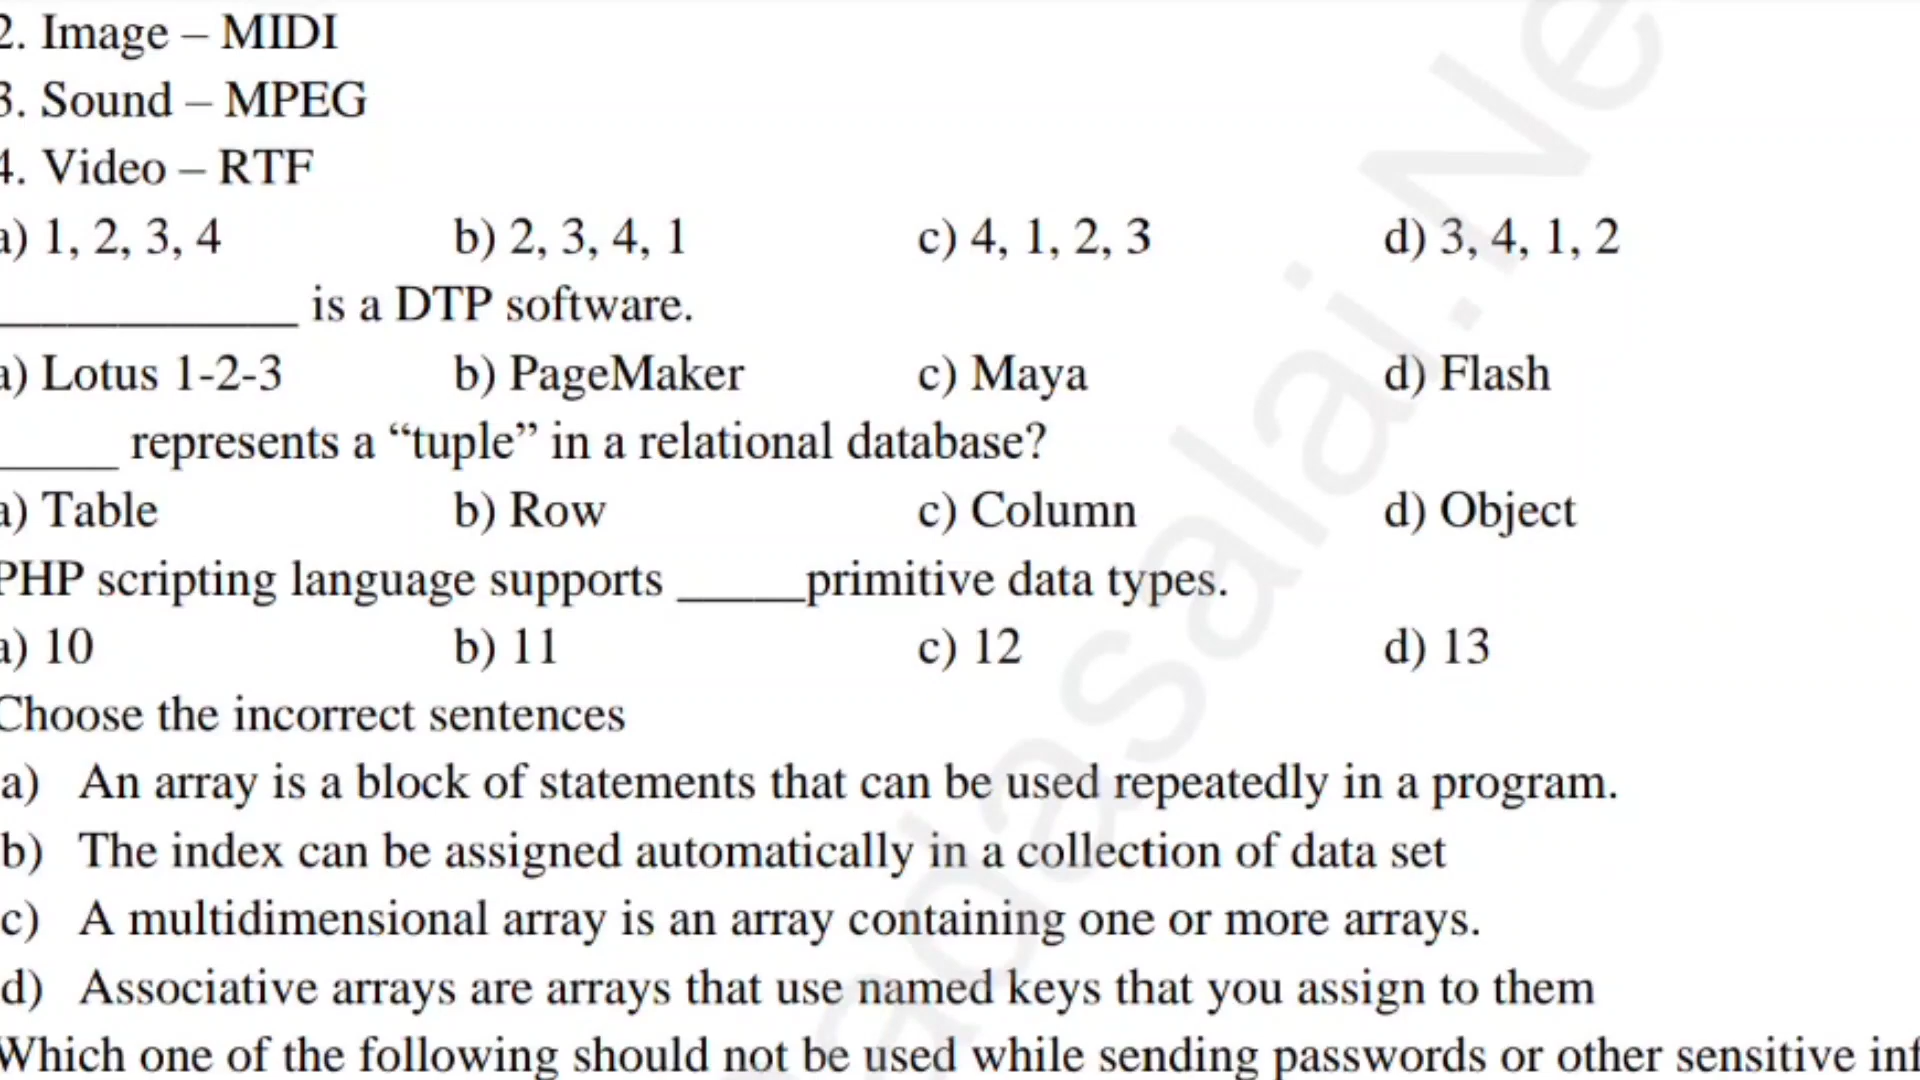 2. Image – MIDI
3. Sound – MPEG
4. Video – RTF
a) 1, 2, 3, 4 b) 2, 3, 4, 1 c) 4, 1, 2, 3 d) 3, 4, 1, 2
____________ is a DTP software.
a) Lotus 1-2-3 b) PageMaker c) Maya d) Flash
_____ represents a “tuple” in a relational database?
a) Table b) Row c) Column d) Object
PHP scripting language supports _____primitive data types.
a) 10 b) 11 c) 12 d) 13
Choose the incorrect sentences
a) An array is a block of statements that can be used repeatedly in a program.
b) The index can be assigned automatically in a collection of data set
c) A multidimensional array is an array containing one or more arrays.
d) Associative arrays are arrays that use named keys that you assign to them
Which one of the following should not be used while sending passwords or other sensitive inf
adasalai.Ne